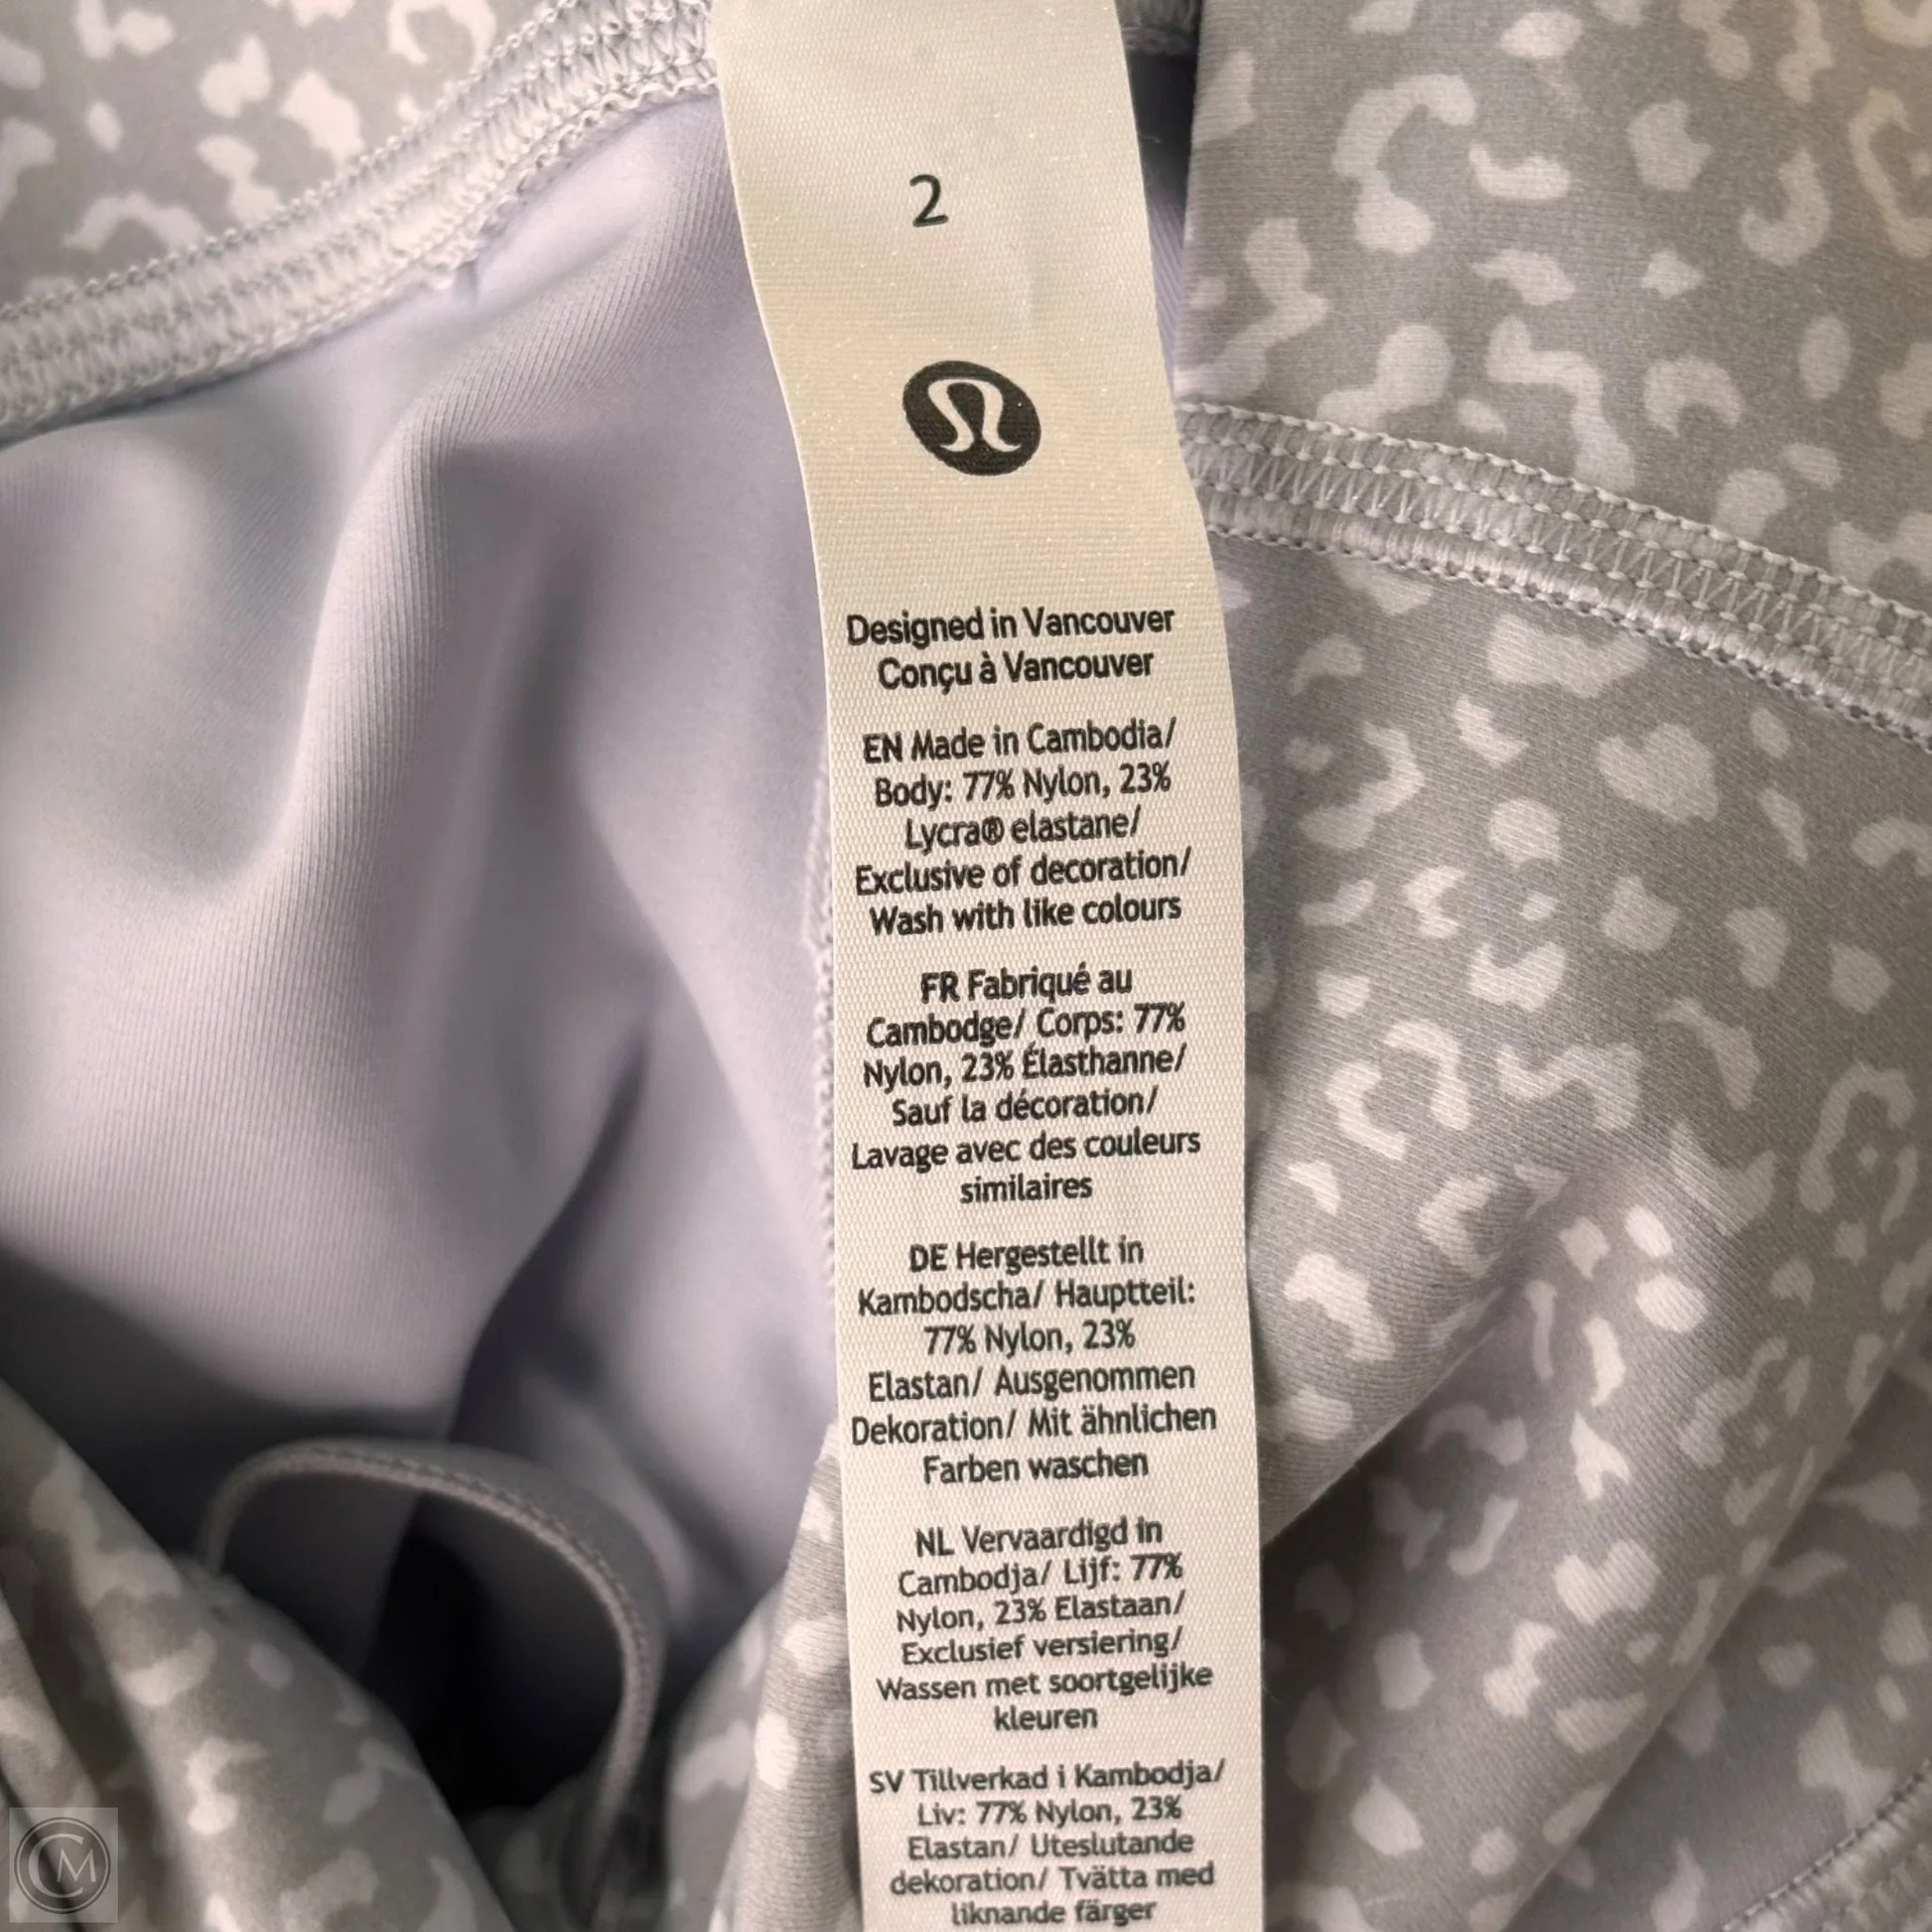 2
Designed in Vancouver
Conçu à Vancouver
EN Made in Cambodia/
Body: 77% Nylon, 23%
Lycra® elastane/
Exclusive of decoration/
Wash with like colours
FR Fabriqué au
Cambodge/ Corps: 77%
Nylon, 23% Élasthanne/
Sauf la décoration/
Lavage avec des couleurs
similaires
DE Hergestellt in
Kambodscha/ Hauptteil:
77% Nylon, 23%
Elastan/ Ausgenommen
Dekoration/ Mit ähnlichen
Farben waschen
NL Vervaardigd in
Cambodja/ Lijf: 77%
Nylon, 23% Elastaan/
Exclusief versiering/
Wassen met soortgelijke
kleuren
SV Tillverkad i Kambodja/
Liv: 77% Nylon, 23%
Elastan/ Uteslutande
dekoration/ Tvätta med
liknande färger
CM